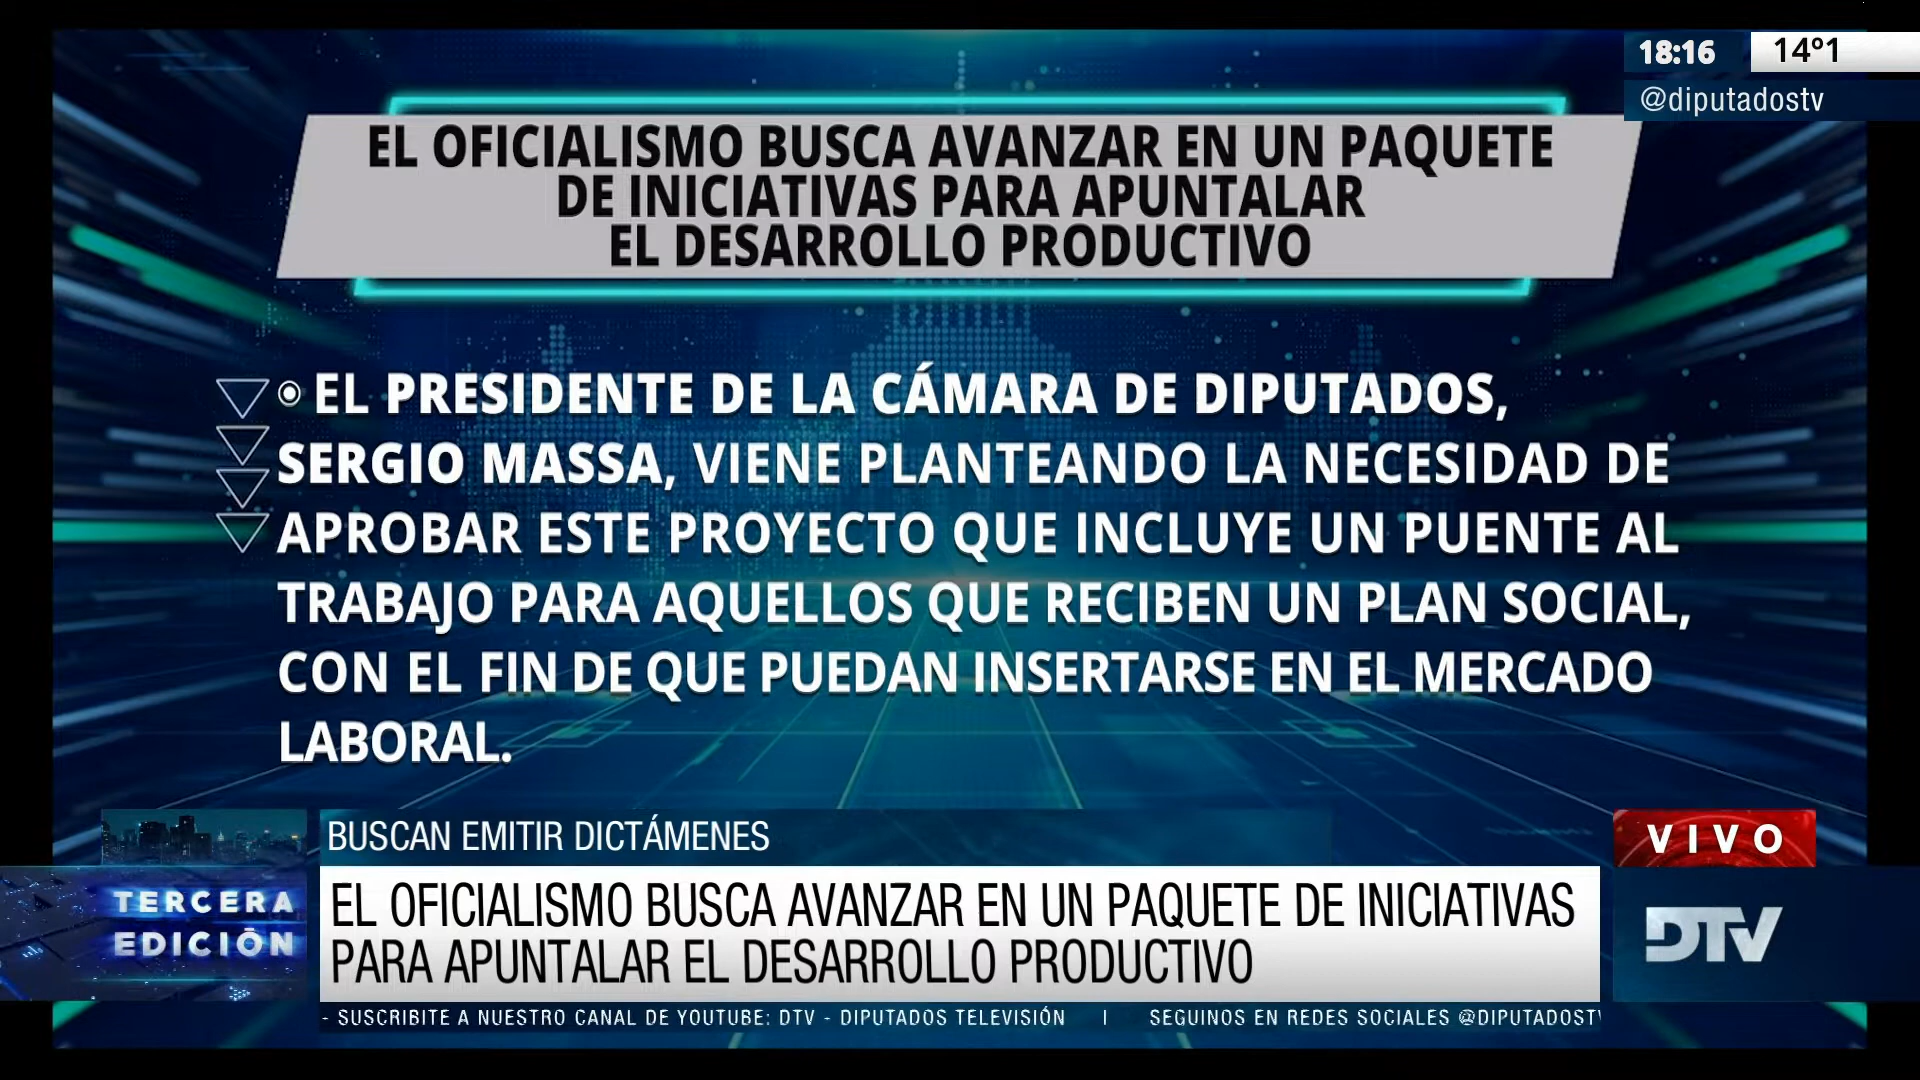 18:16
14º1
@diputadostv
EL OFICIALISMO BUSCA AVANZAR EN UN PAQUETE
DE INICIATIVAS PARA APUNTALAR
EL DESARROLLO PRODUCTIVO
EL PRESIDENTE DE LA CÁMARA DE DIPUTADOS,
SERGIO MASSA, VIENE PLANTEANDO LA NECESIDAD DE
APROBAR ESTE PROYECTO QUE INCLUYE UN PUENTE AL
TRABAJO PARA AQUELLOS QUE RECIBEN UN PLAN SOCIAL,
CON EL FIN DE QUE PUEDAN INSERTARSE EN EL MERCADO
LABORAL.
BUSCAN EMITIR DICTÁMENES
VIVO
TERCERA
EDICIÓN
EL OFICIALISMO BUSCA AVANZAR EN UN PAQUETE DE INICIATIVAS
PARA APUNTALAR EL DESARROLLO PRODUCTIVO
DTV
- SUSCRIBITE A NUESTRO CANAL DE YOUTUBE: DTV - DIPUTADOS TELEVISIÓN | SEGUINOS EN REDES SOCIALES @DIPUTADOSTV